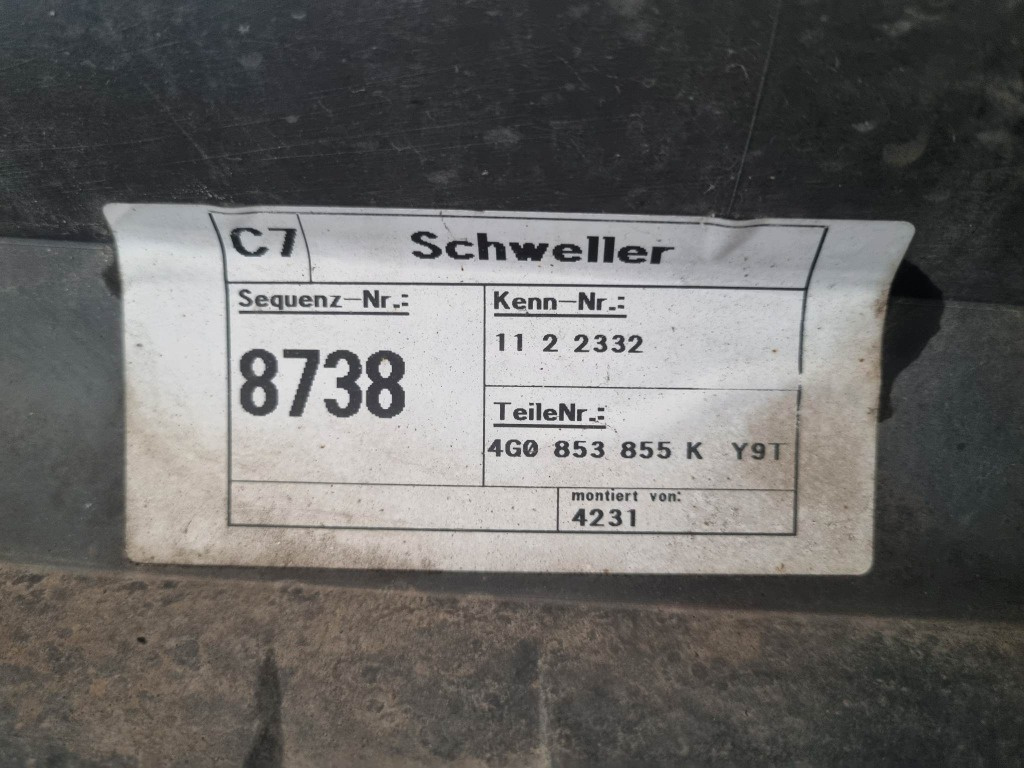 C7 Schweller
Sequenz-Nr.:
8738
Kenn-Nr.:
11 2 2332
TeileNr.:
4G0 853 855 K Y9T
montiert von:
4231